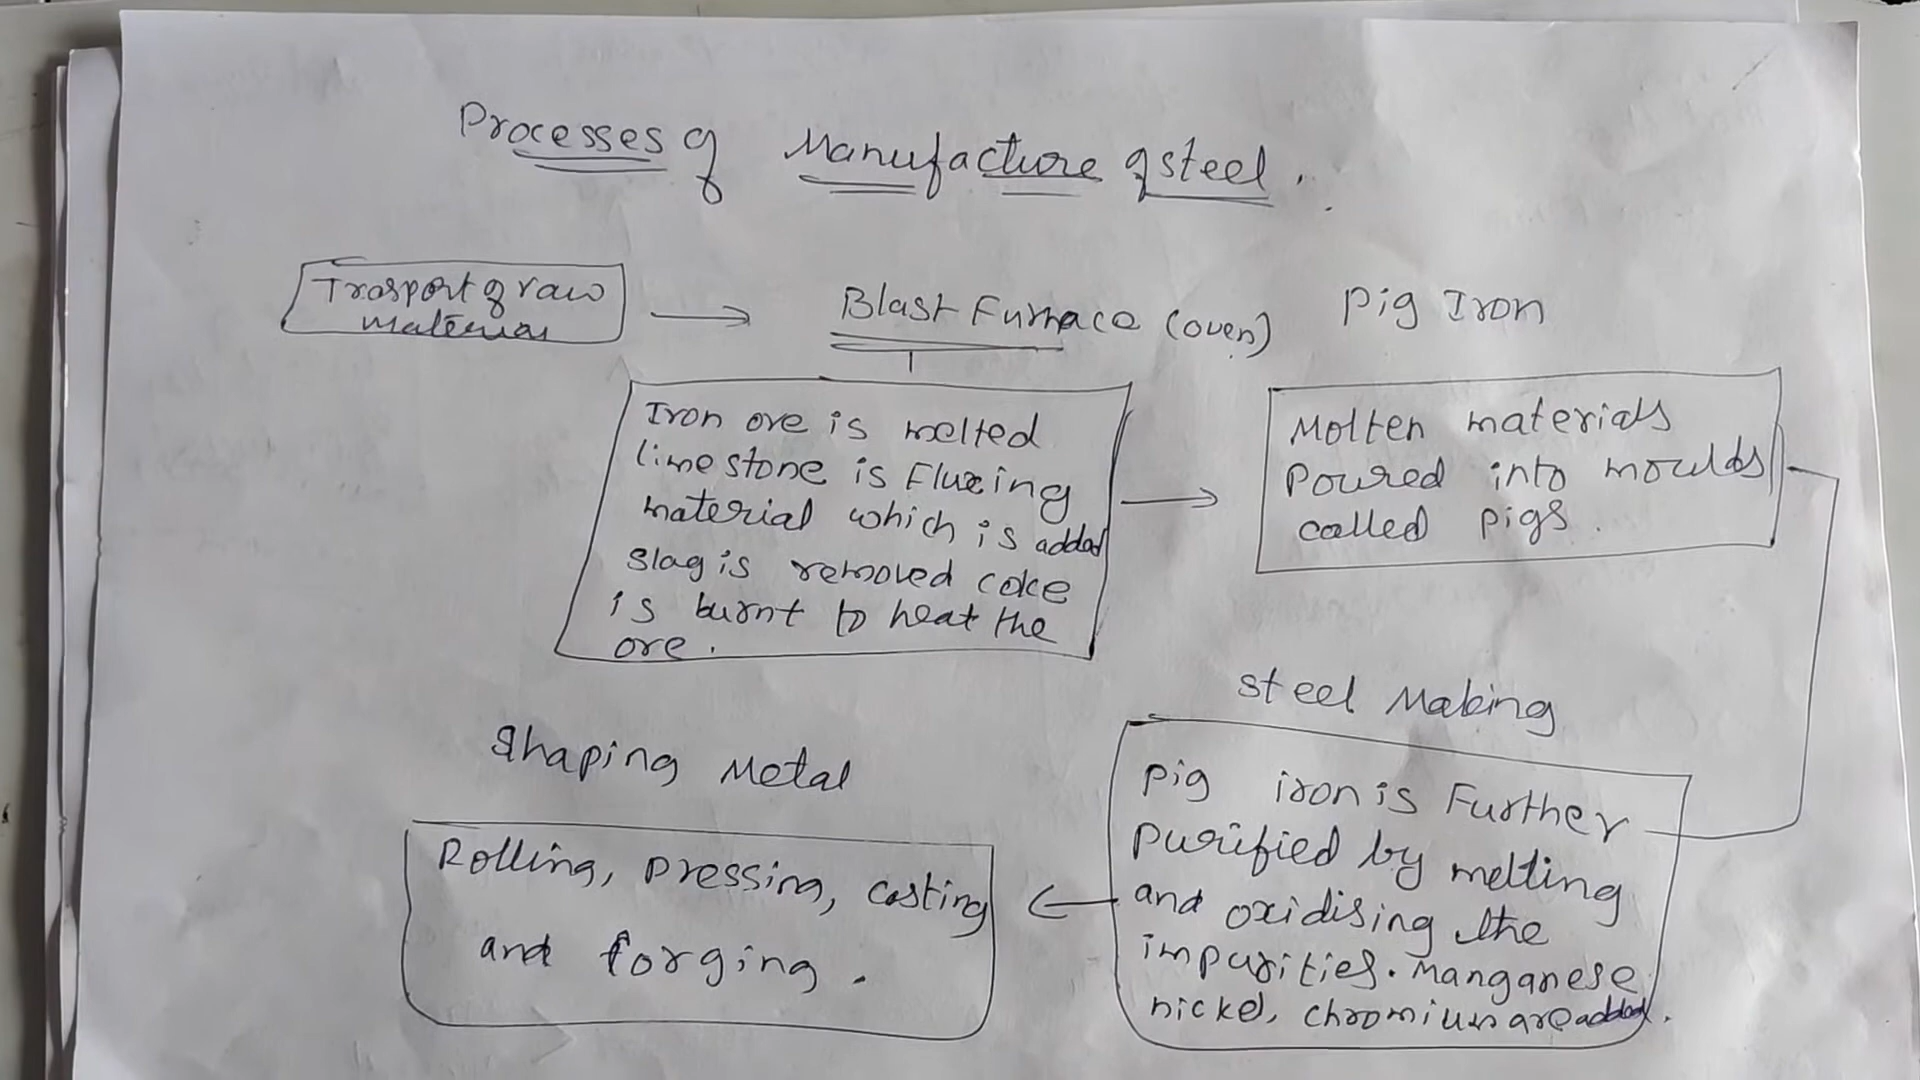 Processes of Manufacture of steel.
Trasport of raw
material
Blast Furnace (oven)
Pig Iron
Iron ore is melted
limestone is Fluxing
material which is added
slag is removed coke
is burnt to heat the
ore.
Molten materials
Poured into moulds
called pigs.
Steel Making
Pig iron is Further
purified by melting
and oxidising the
impurities. Manganese
nickel, chromium are added.
Shaping Metal
Rolling, pressing, casting
and forging.